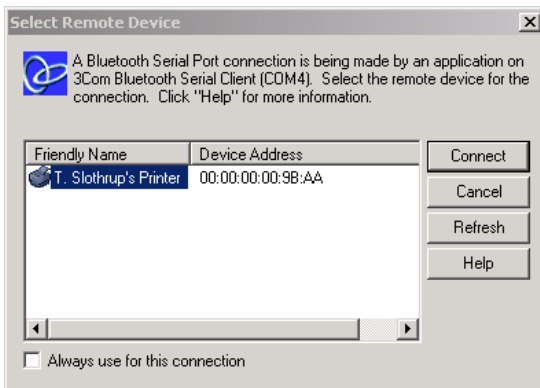 Select Remote Device
A Bluetooth Serial Port connection is being made by an application on
3Com Bluetooth Serial Client (COM4). Select the remote device for the
connection. Click "Help" for more information.
Friendly Name Device Address
T. Slothrup's Printer 00:00:00:00:9B:AA
Connect
Cancel
Refresh
Help
Always use for this connection